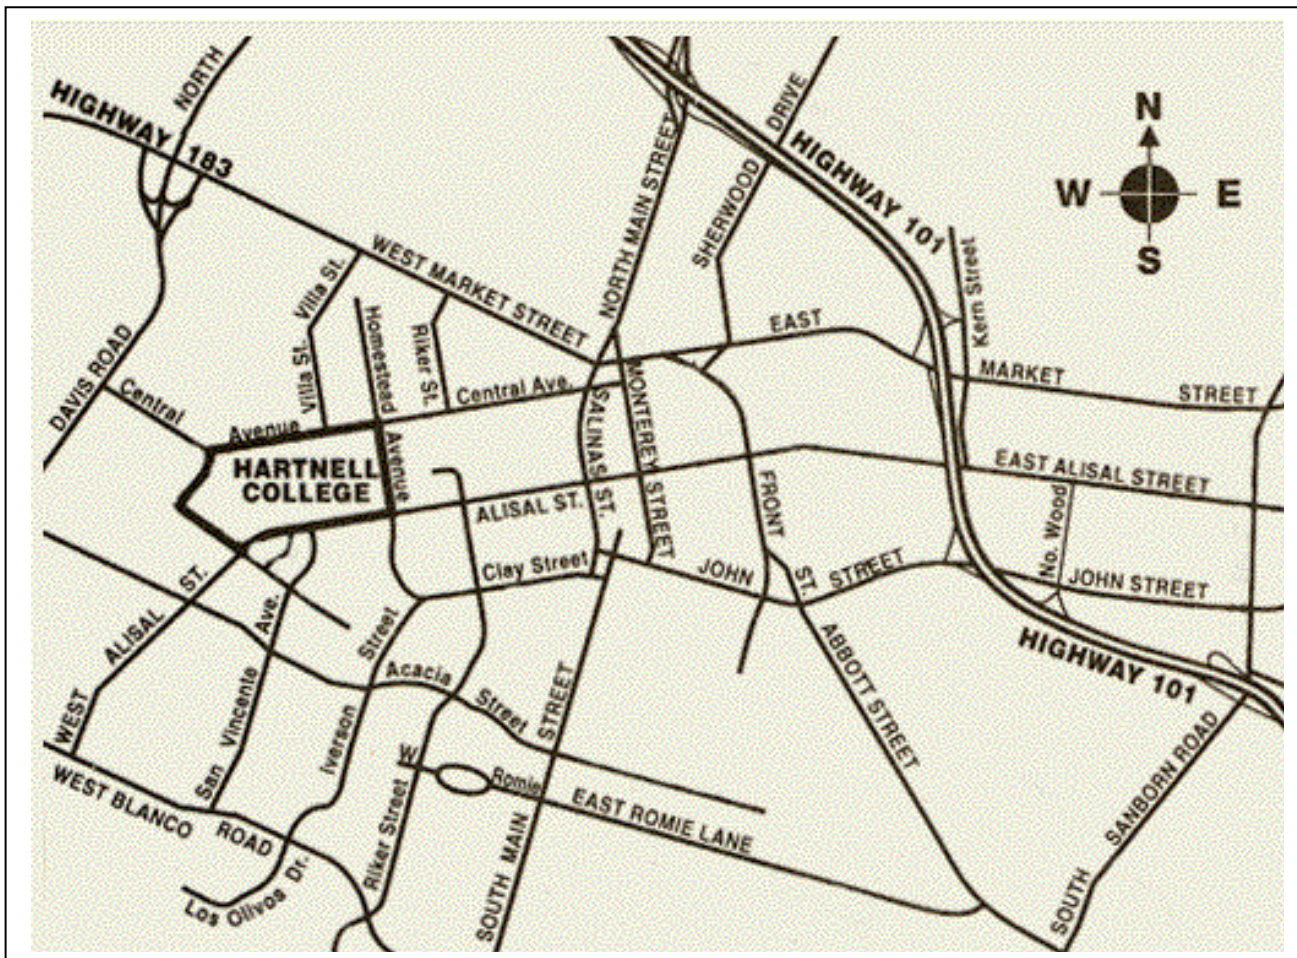 NORTH
HIGHWAY 183
DRIVE
SHERWOOD
HIGHWAY 101
N
W
E
S
NORTH MAIN STREET
WEST MARKET STREET
Kern Street
Villa St.
Villa St.
Homestead
Avenue
Riker St.
EAST
MARKET
STREET
DAVIS ROAD
Central
Avenue
Central Ave.
HARTNELL
COLLEGE
SALINAS ST.
MONTEREY STREET
FRONT
ST.
ALISAL ST.
EAST ALISAL STREET
No. Wood
Clay Street
JOHN
STREET
JOHN STREET
HIGHWAY 101
WEST
ALISAL
ST.
San
Vincente
Ave.
Iverson
Street
Acacia
Street
ABBOTT STREET
SOUTH MAIN
STREET
W
Romie
EAST ROMIE LANE
WEST BLANCO
ROAD
Los Olivos Dr.
Riker Street
SOUTH
SANBORN ROAD